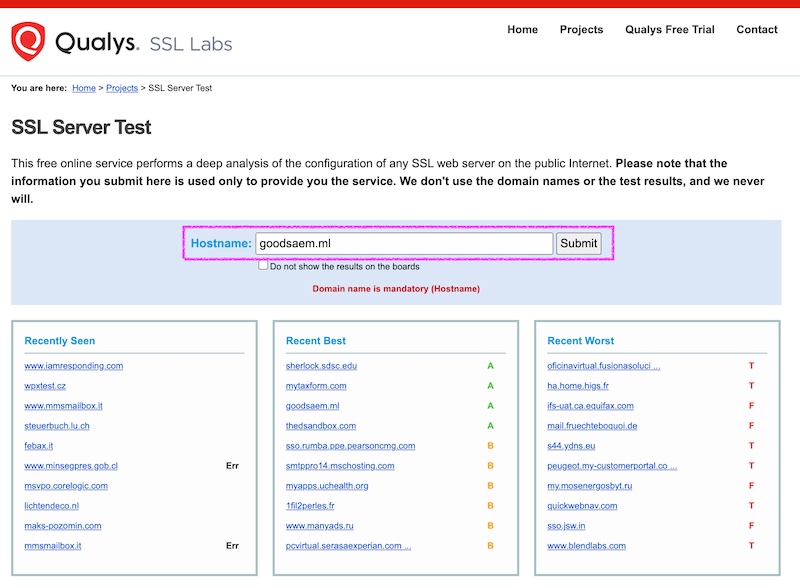 Qualys. SSL Labs
Home Projects Qualys Free Trial Contact
You are here: Home > Projects > SSL Server Test
SSL Server Test
This free online service performs a deep analysis of the configuration of any SSL web server on the public Internet. Please note that the
information you submit here is used only to provide you the service. We don't use the domain names or the test results, and we never
will.
Hostname: goodsaem.ml Submit
Do not show the results on the boards
Domain name is mandatory (Hostname)
Recently Seen
www.iamresponding.com
wpxtest.cz
www.mmsmailbox.it
steuerbuch.lu.ch
febax.it
www.minsegpres.gob.cl Err
msvpo.corelogic.com
lichtendeco.nl
maks-pozomin.com
mmsmailbox.it Err
Recent Best
sherlock.sdsc.edu A
mytaxform.com A
goodsaem.ml A
thedsandbox.com A
sso.rumba.ppe.pearsoncmg.com B
smtppro14.mschosting.com B
myapps.uchealth.org B
1fil2perles.fr B
www.manyads.ru B
pcvirtual.serasaexperian.com ... B
Recent Worst
oficinavirtual.fusionasoluci ... T
ha.home.higs.fr T
ifs-uat.ca.equifax.com F
mail.fruechteboquoi.de F
s44.ydns.eu T
peugeot.my-customerportal.co ... T
my.mosenergosbyt.ru F
quickwebnav.com T
sso.jsw.in F
www.blendlabs.com T